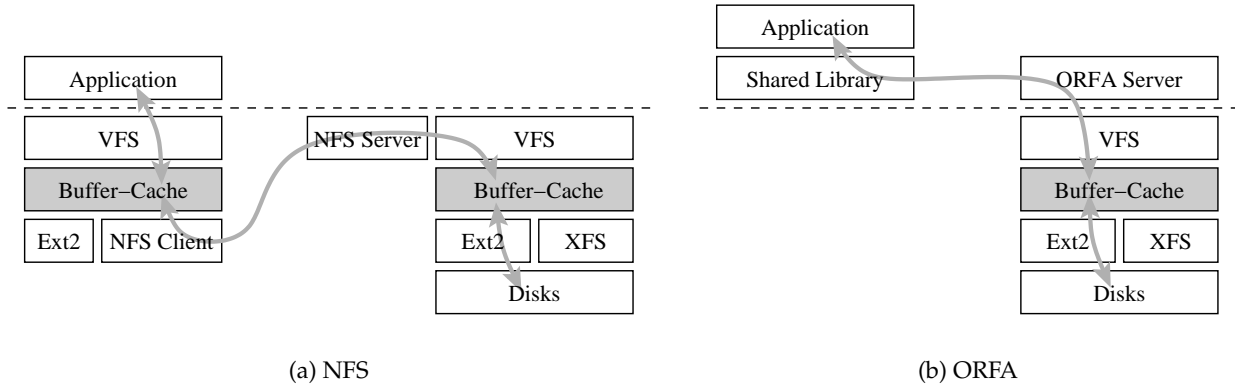 Application
VFS
Buffer−Cache
Ext2 NFS Client
NFS Server VFS
Buffer−Cache
Ext2 XFS
Disks
(a) NFS
Application
Shared Library
ORFA Server
VFS
Buffer−Cache
Ext2 XFS
Disks
(b) ORFA